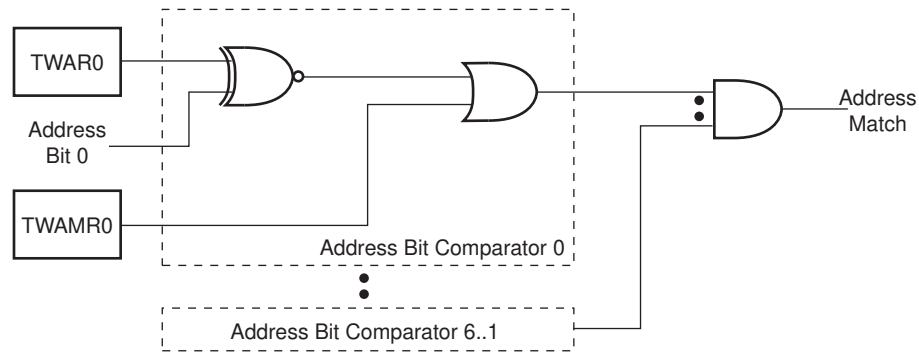 TWAR0
Address
Bit 0
TWAMR0
Address Bit Comparator 0
Address Bit Comparator 6..1
Address
Match